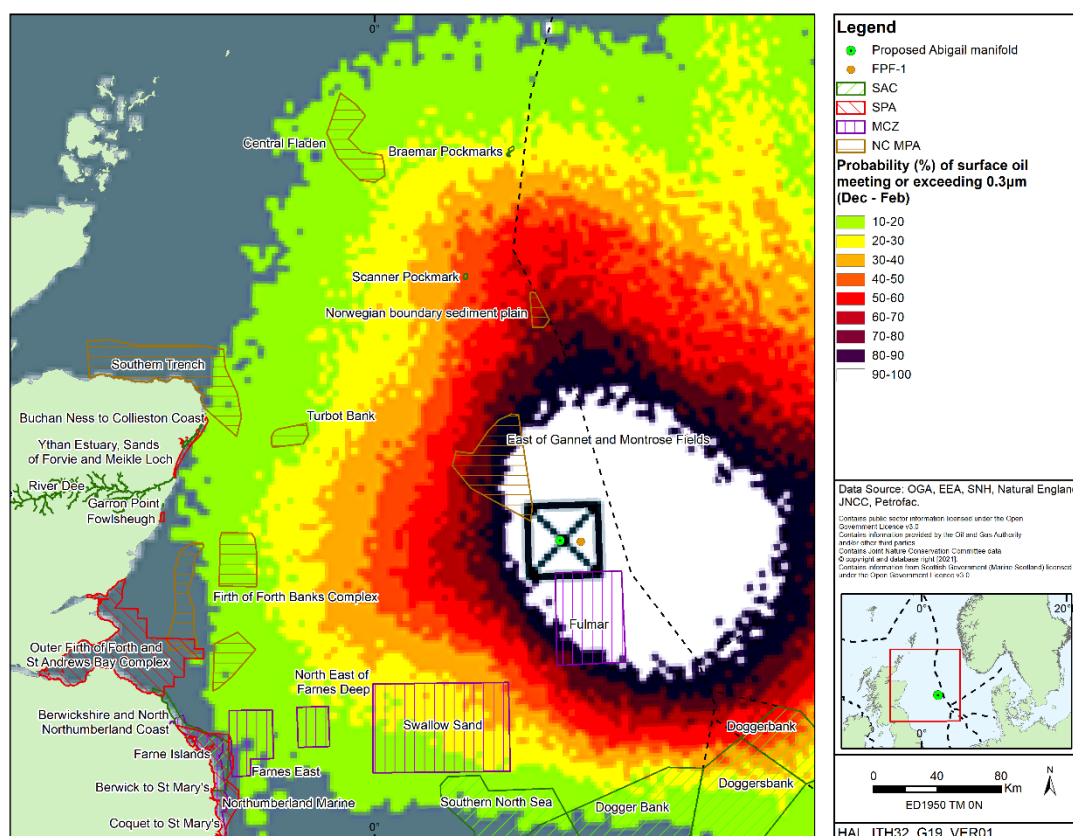 0°
Central Fladen
Braemar Pockmarks
Scanner Pockmark
Norwegian boundary sediment plain
Southern Trench
Turbot Bank
Buchan Ness to Collieston Coast
Ythan Estuary, Sands
of Forvie and Meikle Loch
East of Gannet and Montrose Fields
River Dee
Garron Point
Fowlsheugh
Firth of Forth Banks Complex
Fulmar
Outer Firth of Forth and
St Andrews Bay Complex
North East of
Farnes Deep
Berwickshire and North
Northumberland Coast
Swallow Sand
Doggerbank
Farne Islands
Farnes East
Doggersbank
Berwick to St Mary's
Northumberland Marine
Southern North Sea
Dogger Bank
Coquet to St Mary's
0°
Legend
Proposed Abigail manifold
FPF-1
SAC
SPA
MCZ
NC MPA
Probability (%) of surface oil
meeting or exceeding 0.3µm
(Dec - Feb)
10-20
20-30
30-40
40-50
50-60
60-70
70-80
80-90
90-100
Data Source: OGA, EEA, SNH, Natural England
JNCC, Petrofac.
Contains public sector information licensed under the Open
Government Licence v3.0
Contains information provided by the Oil and Gas Authority
and/or other third parties
Contains Joint Nature Conservation Committee data
© copyright and database right [2021].
Contains information from Scottish Government (Marine Scotland) licensed
under the Open Government Licence v3.0
0°
20°
0°
0
40
80
Km
N
ED1950 TM 0N
HAL_ITH32_G19_VER01